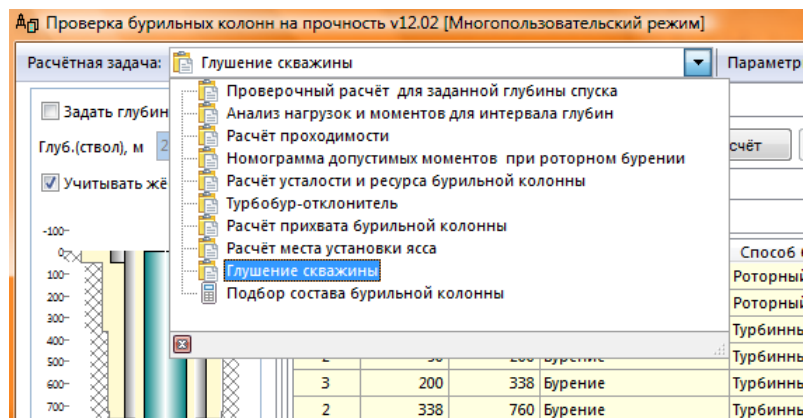 Проверка бурильных колонн на прочность v12.02 [Многопользовательский режим]
Расчётная задача: Глушение скважины Параметр
Проверочный расчёт для заданной глубины спуска
Задать глубин Анализ нагрузок и моментов для интервала глубин
Расчёт проходимости
Глуб.(ствол), м 2 счёт
Номограмма допустимых моментов при роторном бурении
Учитывать жё Расчёт усталости и ресурса бурильной колонны
Турбобур-отклонитель
Расчёт прихвата бурильной колонны
-100-
Расчёт места установки ясса
0 Способ
Глушение скважины
100- Роторный
Подбор состава бурильной колонны
200- Роторный
300- Турбинны
400-
500- Бурение Турбинны
600- 3 200 338 Бурение Турбинны
700- 2 338 760 Бурение Турбинны